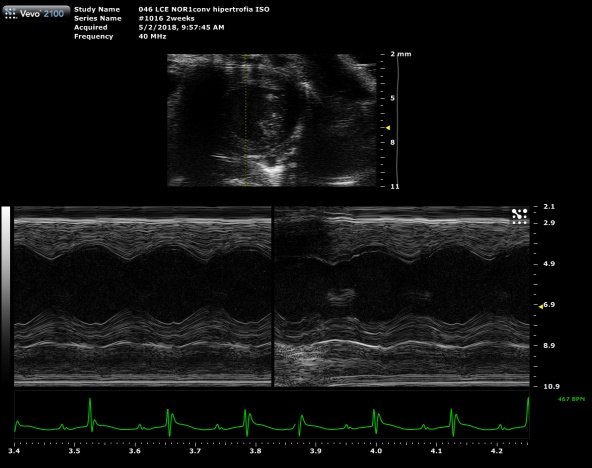 Vevo 2100
Study Name 046 LCE NOR1conv hipertrofia ISO
Series Name #1016 2weeks
Acquired 5/2/2018, 9:57:45 AM
Frequency 40 MHz
2 mm
5
8
11
2.1
2.9
4.9
6.9
8.9
10.9
467 BPM
3.4 3.5 3.6 3.7 3.8 3.9 4.0 4.1 4.2